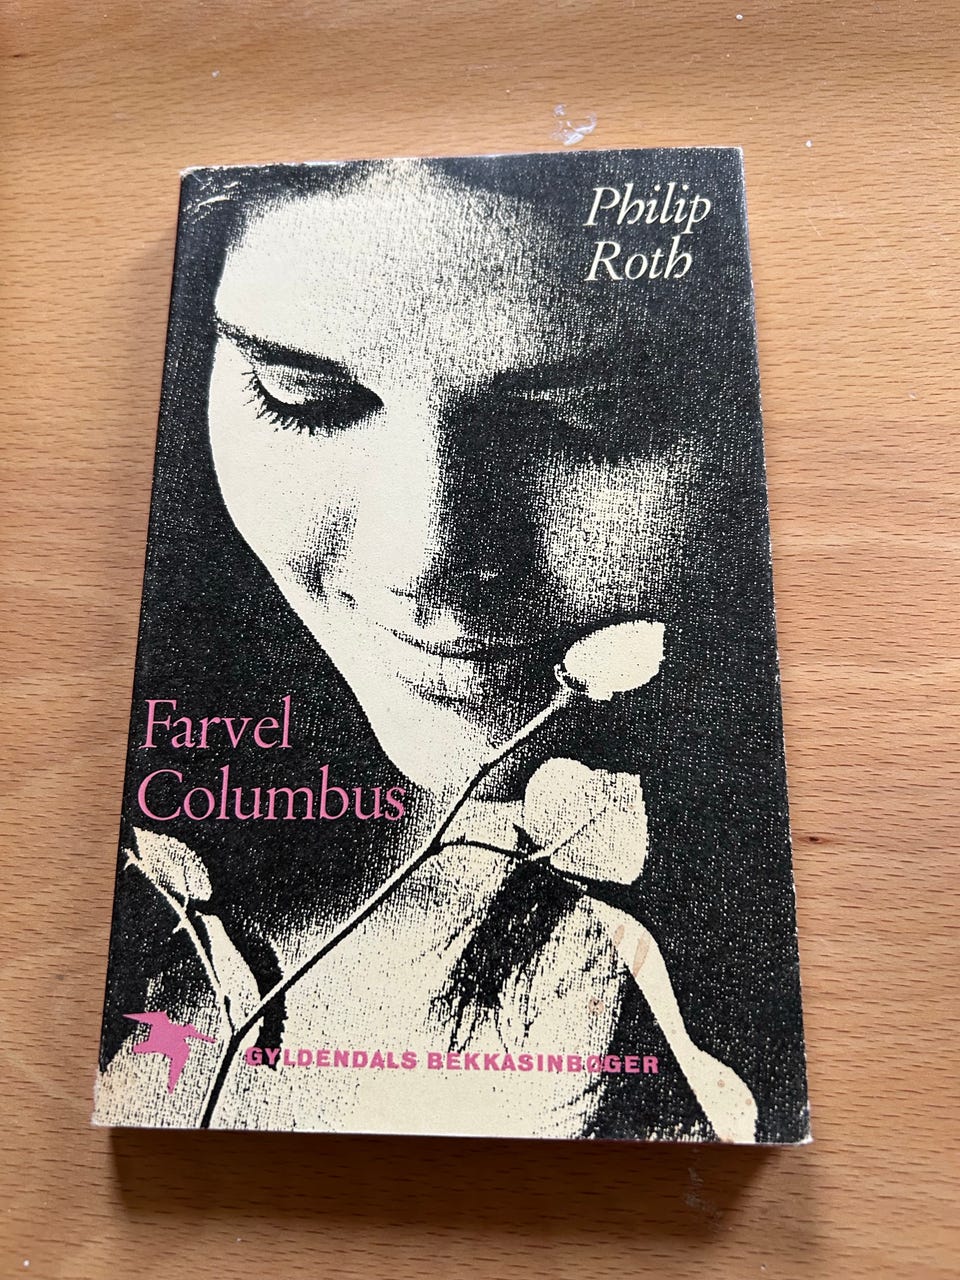 Philip
Roth
Farvel
Columbus
GYLDENDALS BEKKASINBØGER